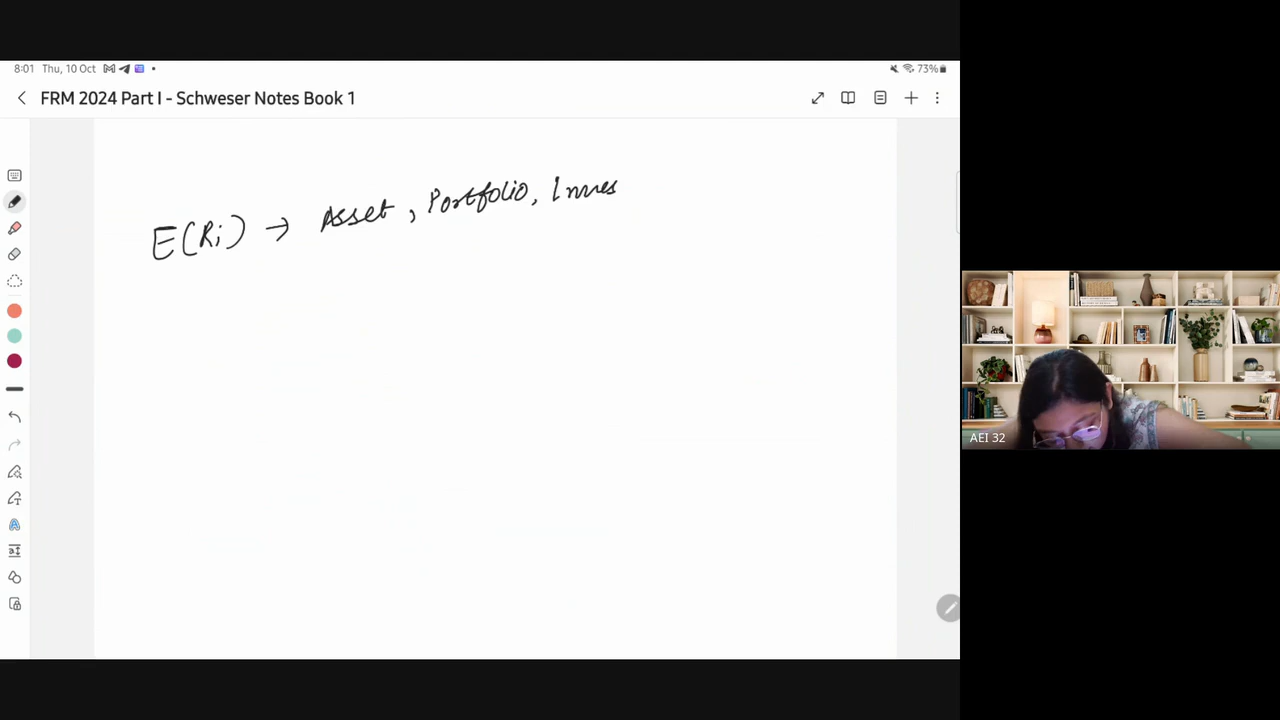 8:01 Thu, 10 Oct 73%
FRM 2024 Part I - Schweser Notes Book 1
E(Ri) → Asset, Portfolio, Inves
AEI 32